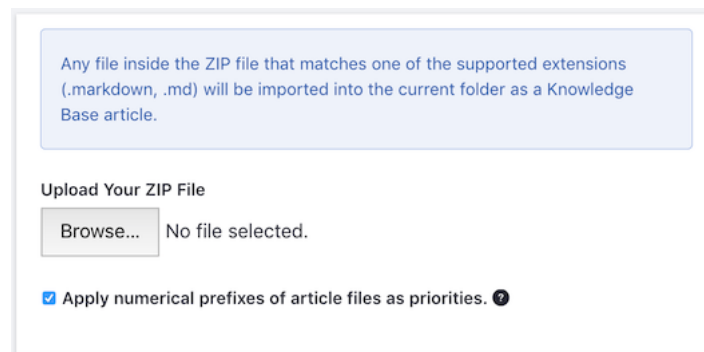 Any file inside the ZIP file that matches one of the supported extensions
(.markdown, .md) will be imported into the current folder as a Knowledge
Base article.
Upload Your ZIP File
Browse... No file selected.
Apply numerical prefixes of article files as priorities. ?